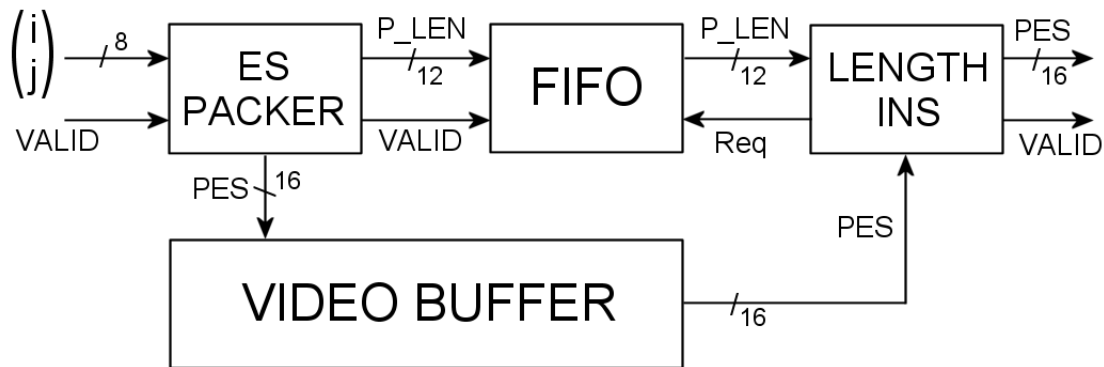 (i
j)
8
VALID
ES
PACKER
P_LEN
12
VALID
FIFO
P_LEN
12
Req
LENGTH
INS
PES
16
VALID
PES
16
VIDEO BUFFER
16
PES